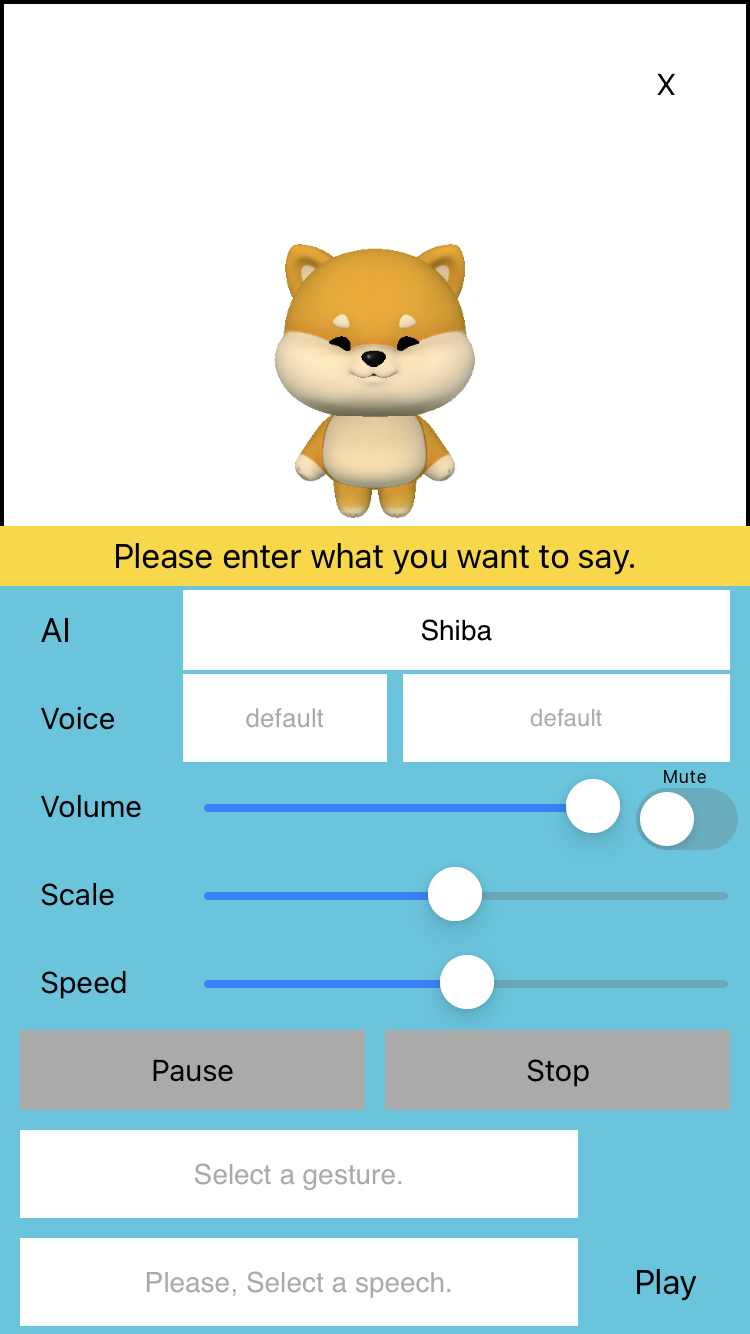 X
Please enter what you want to say.
AI
Shiba
Voice
default
default
Mute
Volume
Scale
Speed
Pause
Stop
Select a gesture.
Please, Select a speech.
Play